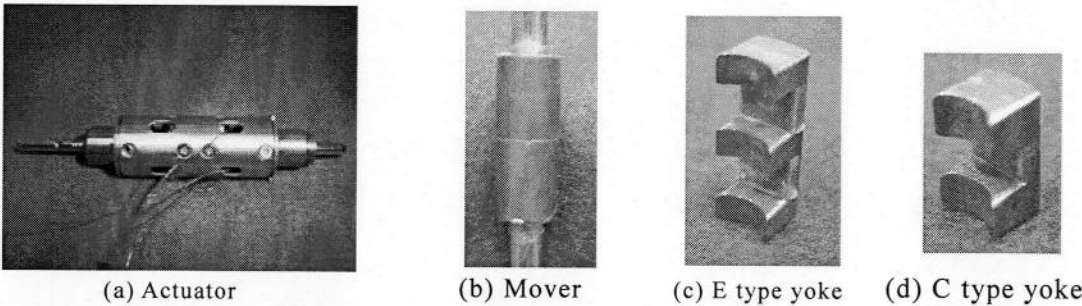 (a) Actuator
(b) Mover
(c) E type yoke
(d) C type yoke